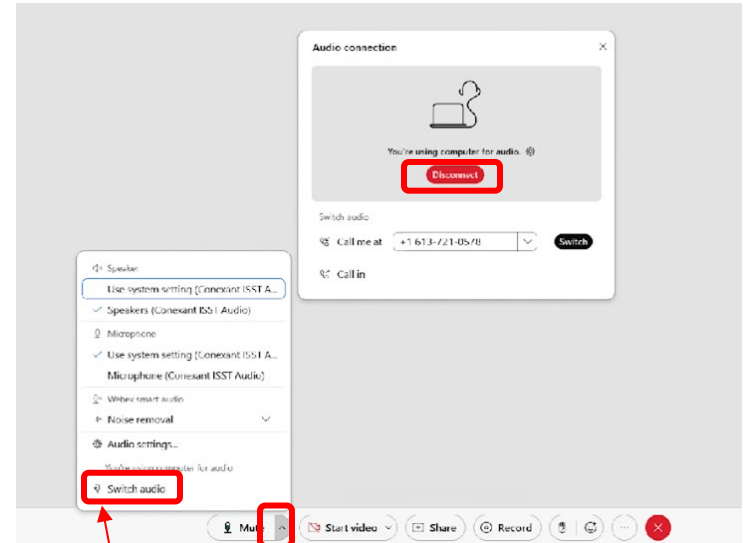 Audio connection
You're using computer for audio.
Disconnect
Switch audio
Call me at +1 613-721-0578 Switch
Call in
Speaker
Use system setting (Conexant ISST A...
Speakers (Conexant ISST Audio)
Microphone
Use system setting (Conexant ISST A...
Microphone (Conexant ISST Audio)
Webex smart audio
Noise removal
Audio settings...
You're using computer for audio
Switch audio
Mute Start video Share Record